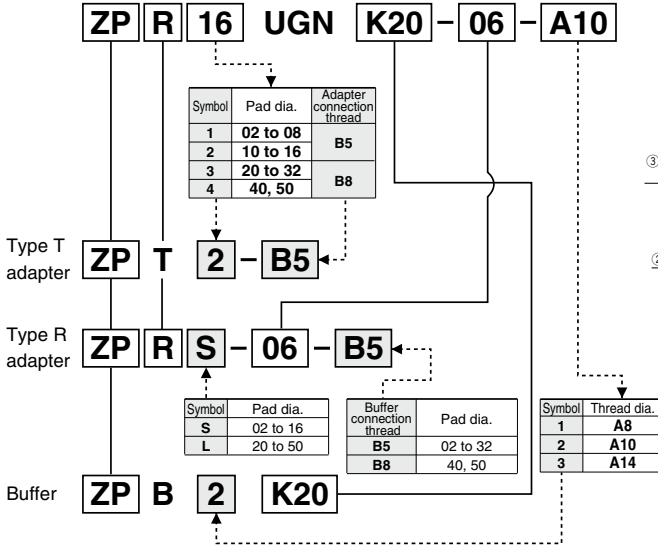 ZP R 16 UGN K20 – 06 – A10
Symbol Pad dia. Adapter connection thread
1 02 to 08 B5
2 10 to 16
3 20 to 32 B8
4 40, 50
③
②
Type T adapter ZP T 2 – B5
Type R adapter ZP R S – 06 – B5
Symbol Pad dia.
S 02 to 16
L 20 to 50
Buffer connection thread Pad dia.
B5 02 to 32
B8 40, 50
Symbol Thread dia.
1 A8
2 A10
3 A14
Buffer ZP B 2 K20